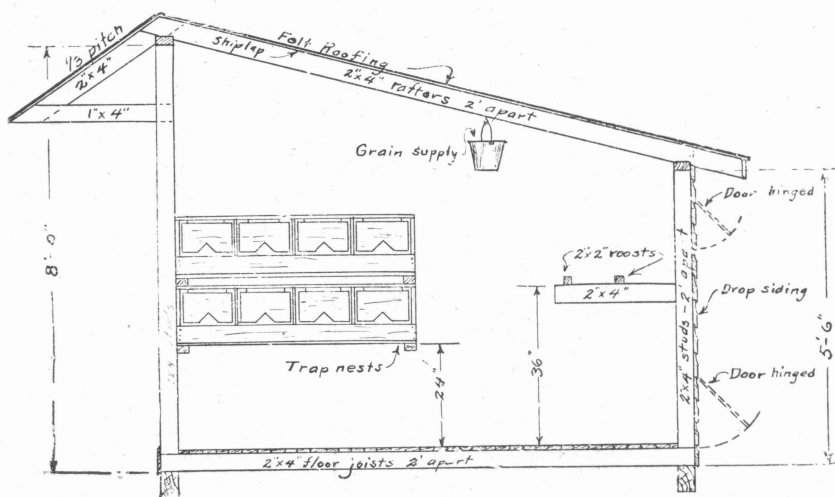 1/3 pitch
2"x4"
1"x4"
Shiplap
Felt Roofing
2"x4" rafters 2' apart
Grain supply
Door hinged
2"x2" roosts
2"x4"
Drop siding
2"x4" studs - 2' apart
8'-0"
5'-6"
Trap nests
24"
36"
Door hinged
2"x4" floor joists 2' apart